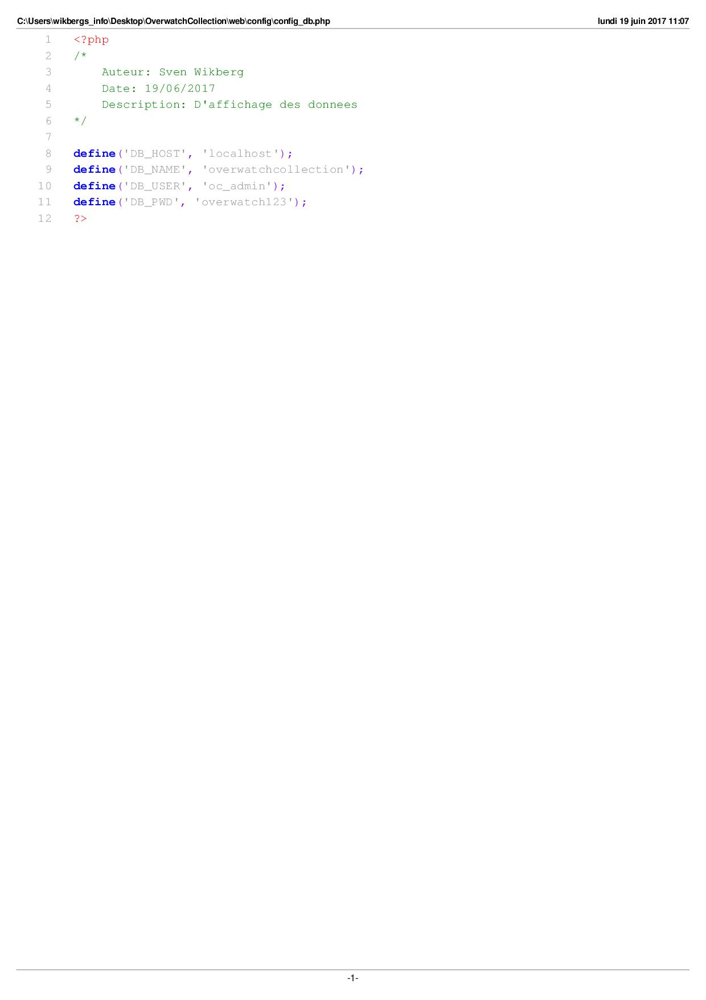 C:\Users\wikbergs_info\Desktop\OverwatchCollection\web\config\config_db.php lundi 19 juin 2017 11:07
1 <?php
2 /*
3 Auteur: Sven Wikberg
4 Date: 19/06/2017
5 Description: D'affichage des donnees
6 */
7
8 define('DB_HOST', 'localhost');
9 define('DB_NAME', 'overwatchcollection');
10 define('DB_USER', 'oc_admin');
11 define('DB_PWD', 'overwatch123');
12 ?>
-1-